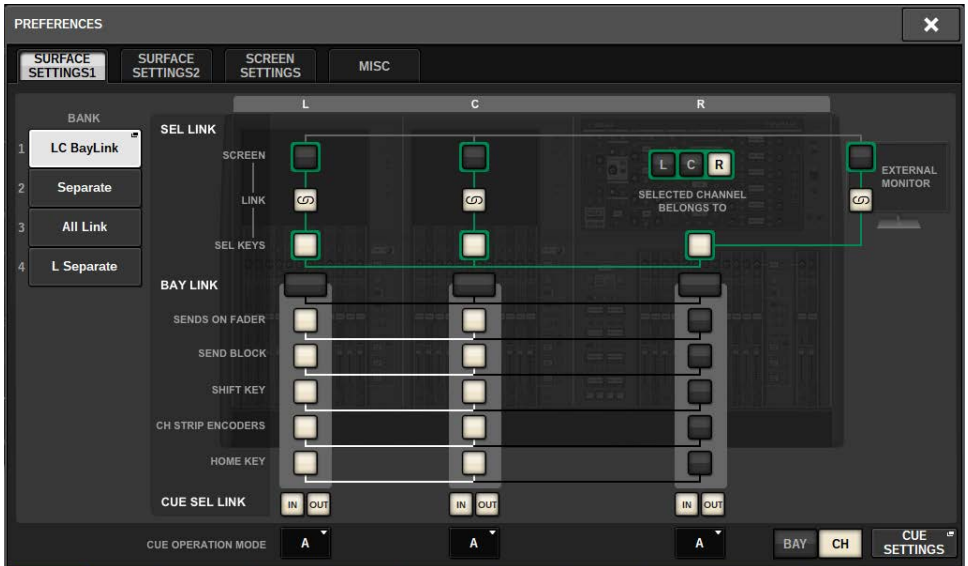 PREFERENCES
SURFACE SETTINGS1
SURFACE SETTINGS2
SCREEN SETTINGS
MISC
L
C
R
BANK
1 LC BayLink
2 Separate
3 All Link
4 L Separate
SEL LINK
SCREEN
LINK
SEL KEYS
L C R
SELECTED CHANNEL
BELONGS TO
EXTERNAL
MONITOR
BAY LINK
SENDS ON FADER
SEND BLOCK
SHIFT KEY
CH STRIP ENCODERS
HOME KEY
CUE SEL LINK
IN OUT
IN OUT
IN OUT
CUE OPERATION MODE
A
A
A
BAY CH
CUE
SETTINGS